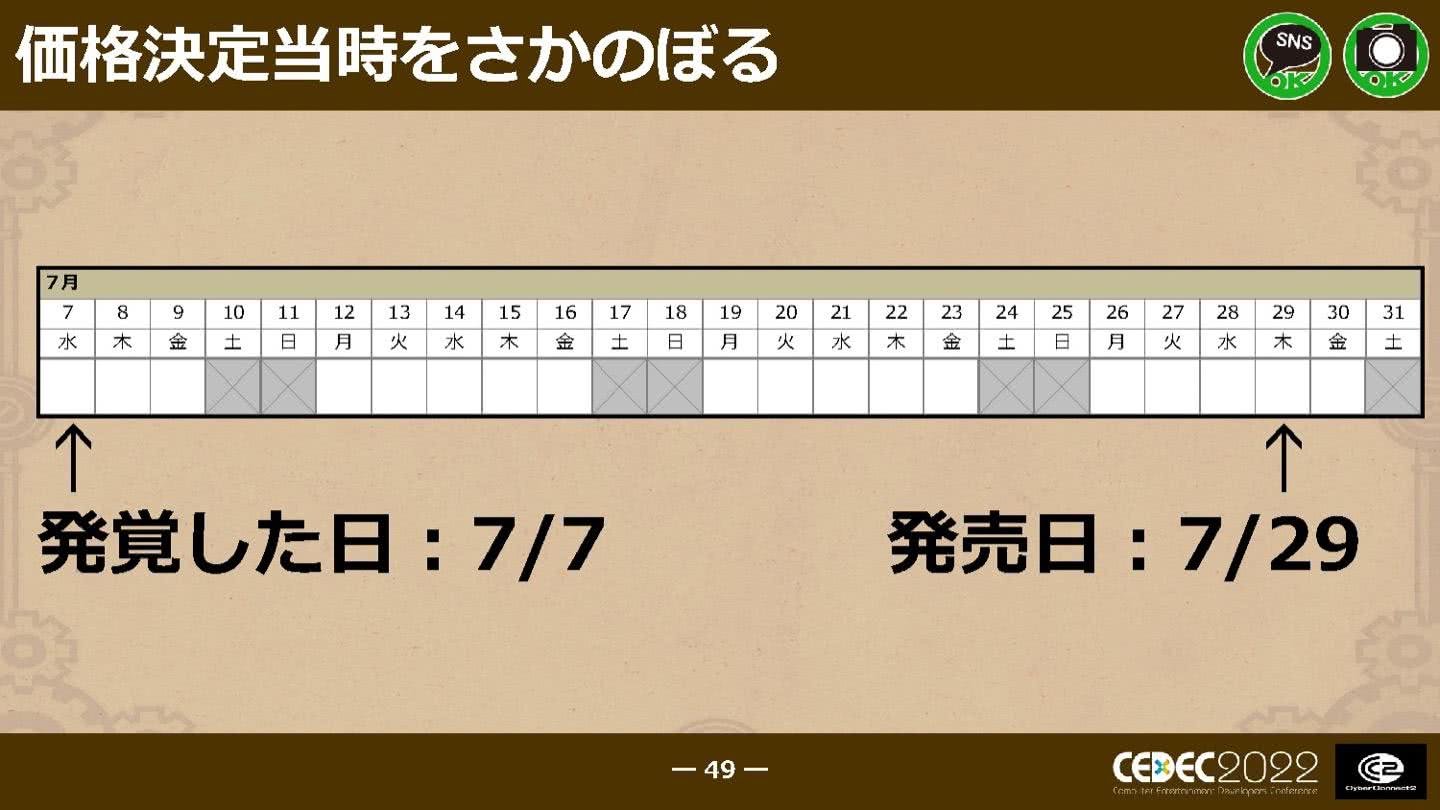 価格決定当時をさかのぼる
SNS
OK
OK
7月
7 8 9 10 11 12 13 14 15 16 17 18 19 20 21 22 23 24 25 26 27 28 29 30 31
水 木 金 土 日 月 火 水 木 金 土 日 月 火 水 木 金 土 日 月 火 水 木 金 土
発覚した日：7/7
発売日：7/29
― 49 ―
CEDEC2022
Computer Entertainment Developers Conference
CyberConnect2